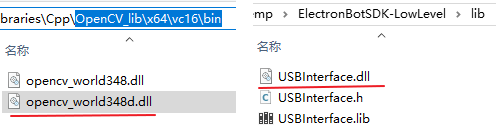 braries\Cpp\OpenCV_lib\x64\vc16\bin
名称
opencv_world348.dll
opencv_world348d.dll
emp > ElectronBotSDK-LowLevel > lib
名称
USBInterface.dll
USBInterface.h
USBInterface.lib